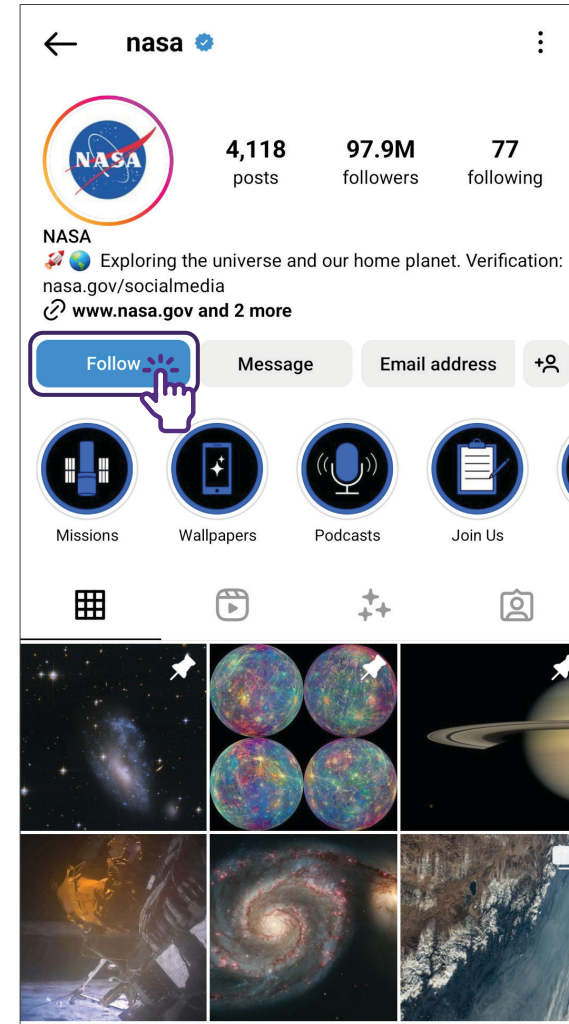 nasa
NASA
4,118 97.9M 77
posts followers following
NASA
🚀 🌎 Exploring the universe and our home planet. Verification:
nasa.gov/socialmedia
www.nasa.gov and 2 more
Follow Message Email address
Missions Wallpapers Podcasts Join Us